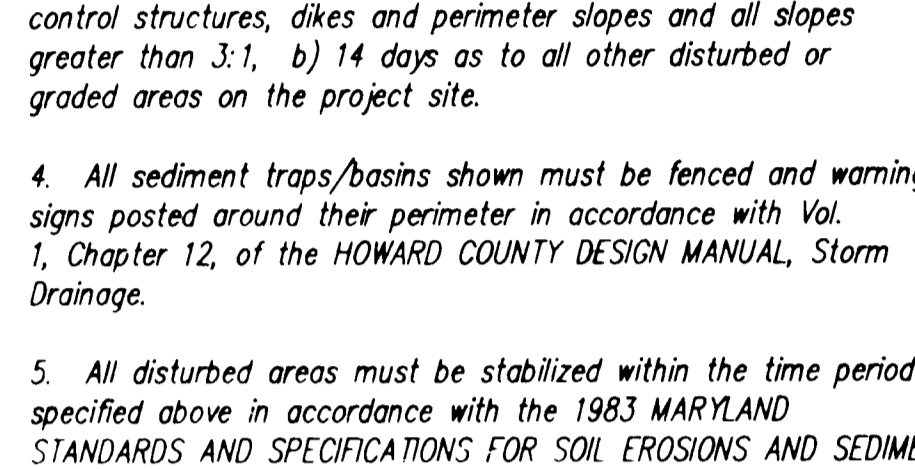 control structures, dikes and perimeter slopes and all slopes
greater than 3:1, b) 14 days as to all other disturbed or
graded areas on the project site.
4. All sediment traps/basins shown must be fenced and warning
signs posted around their perimeter in accordance with Vol.
1, Chapter 12, of the HOWARD COUNTY DESIGN MANUAL, Storm
Drainage.
5. All disturbed areas must be stabilized within the time period
specified above in accordance with the 1983 MARYLAND
STANDARDS AND SPECIFICATIONS FOR SOIL EROSIONS AND